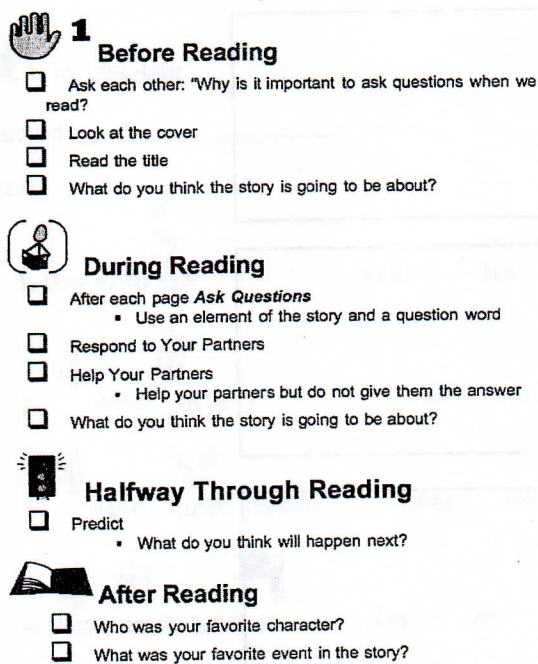 1
Before Reading
Ask each other: "Why is it important to ask questions when we
read?
Look at the cover
Read the title
What do you think the story is going to be about?
During Reading
After each page Ask Questions
▪ Use an element of the story and a question word
Respond to Your Partners
Help Your Partners
▪ Help your partners but do not give them the answer
What do you think the story is going to be about?
Halfway Through Reading
Predict
▪ What do you think will happen next?
After Reading
Who was your favorite character?
What was your favorite event in the story?